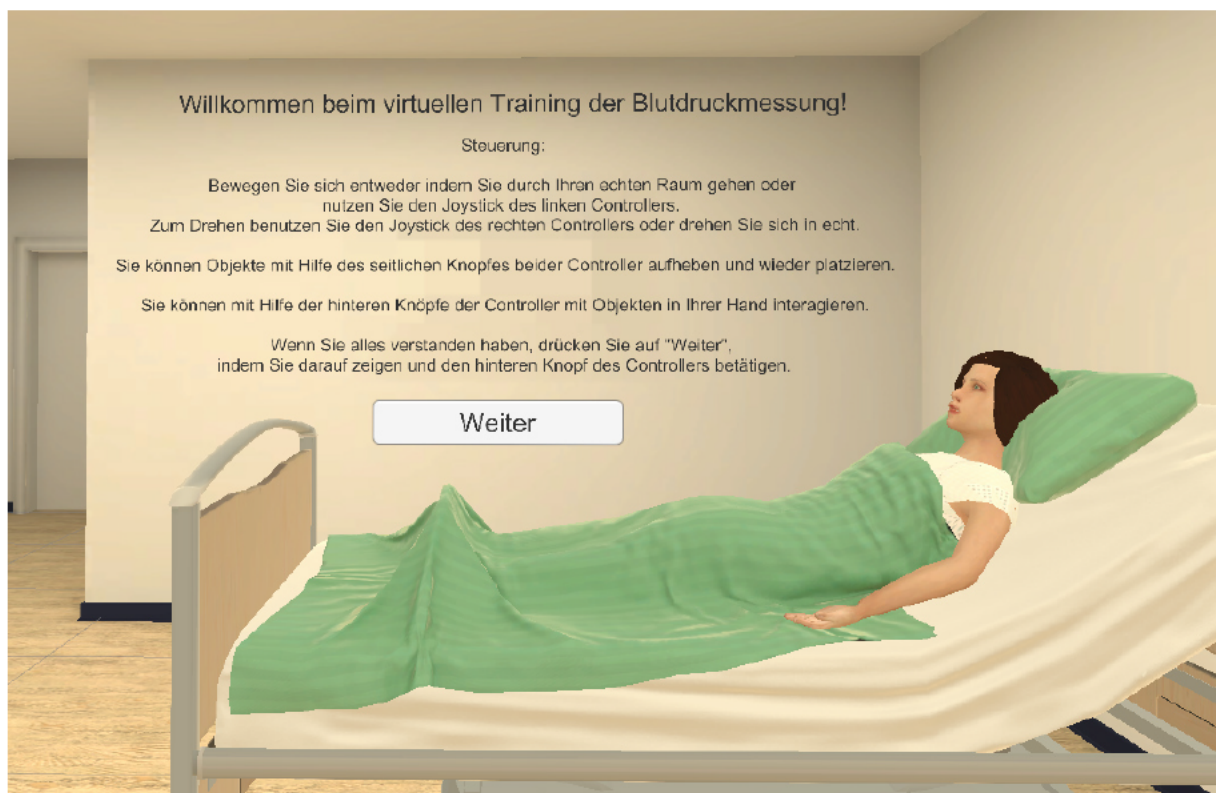 Willkommen beim virtuellen Training der Blutdruckmessung!
Steuerung:
Bewegen Sie sich entweder indem Sie durch Ihren echten Raum gehen oder
nutzen Sie den Joystick des linken Controllers.
Zum Drehen benutzen Sie den Joystick des rechten Controllers oder drehen Sie sich in echt.
Sie können Objekte mit Hilfe des seitlichen Knopfes beider Controller aufheben und wieder platzieren.
Sie können mit Hilfe der hinteren Knöpfe der Controller mit Objekten in Ihrer Hand interagieren.
Wenn Sie alles verstanden haben, drücken Sie auf "Weiter",
indem Sie darauf zeigen und den hinteren Knopf des Controllers betätigen.
Weiter